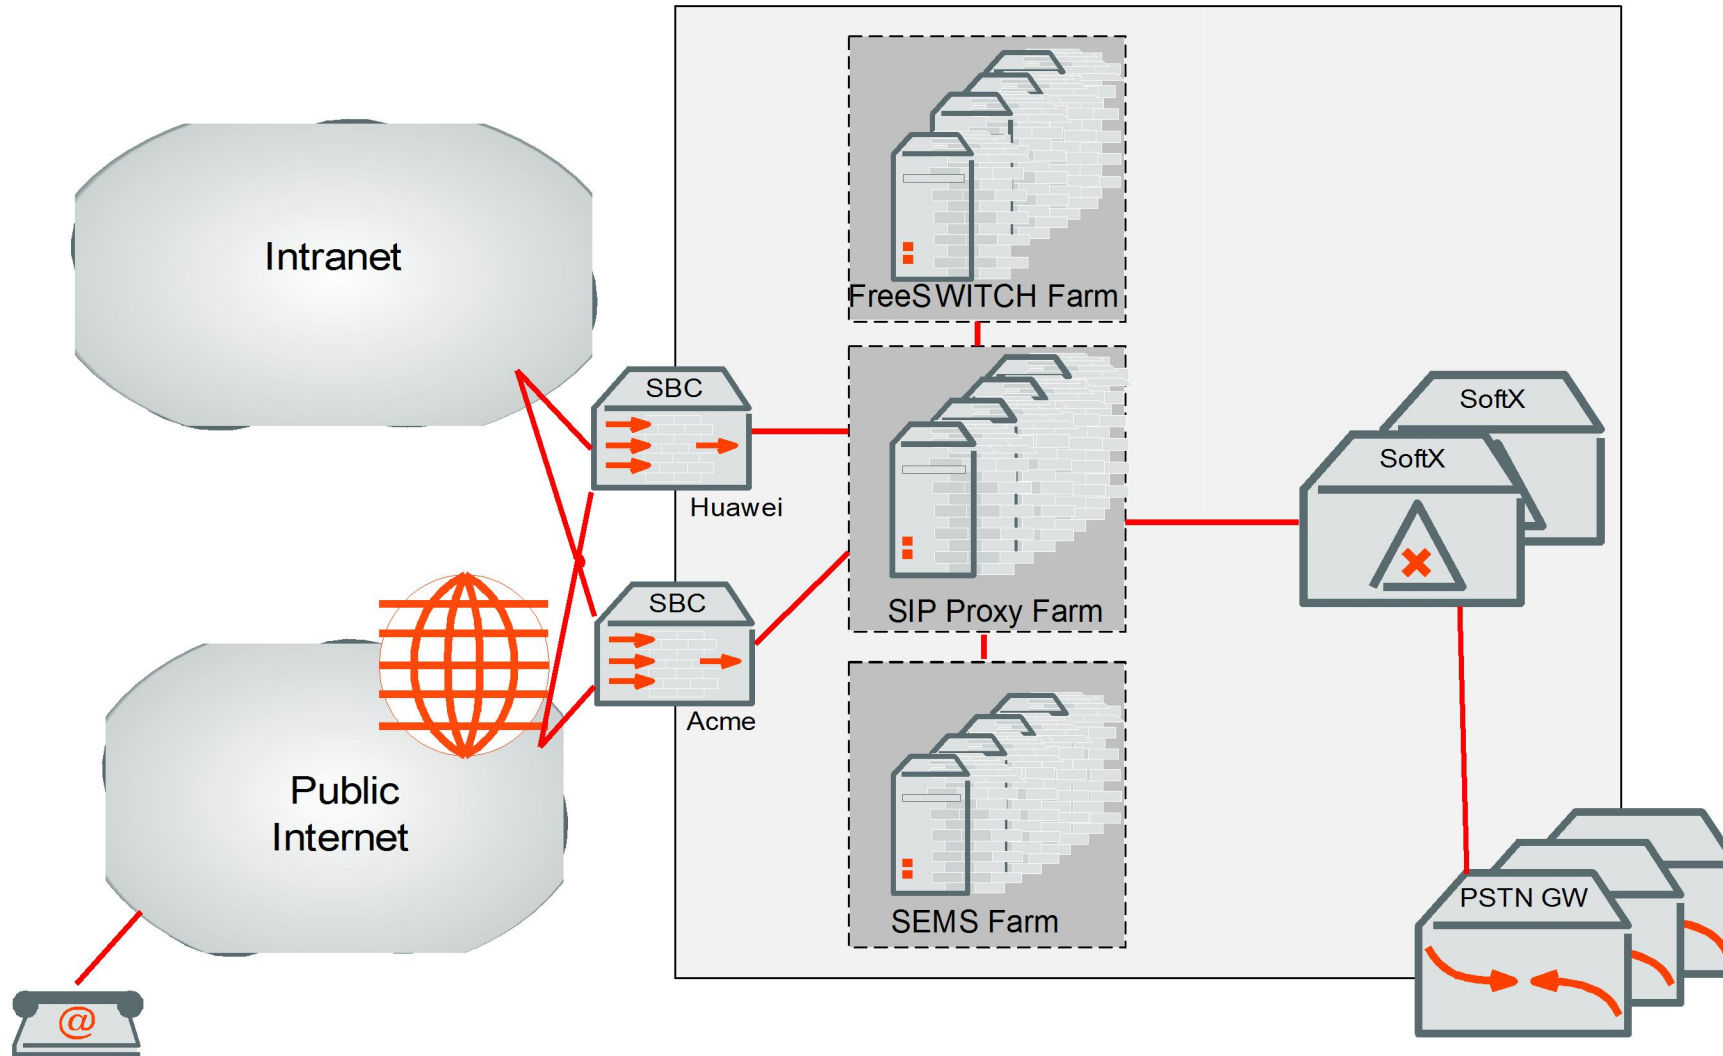 Intranet
FreeSWITCH Farm
SBC
Huawei
SIP Proxy Farm
SoftX
SoftX
SBC
Acme
Public
Internet
SEMS Farm
PSTN GW
@